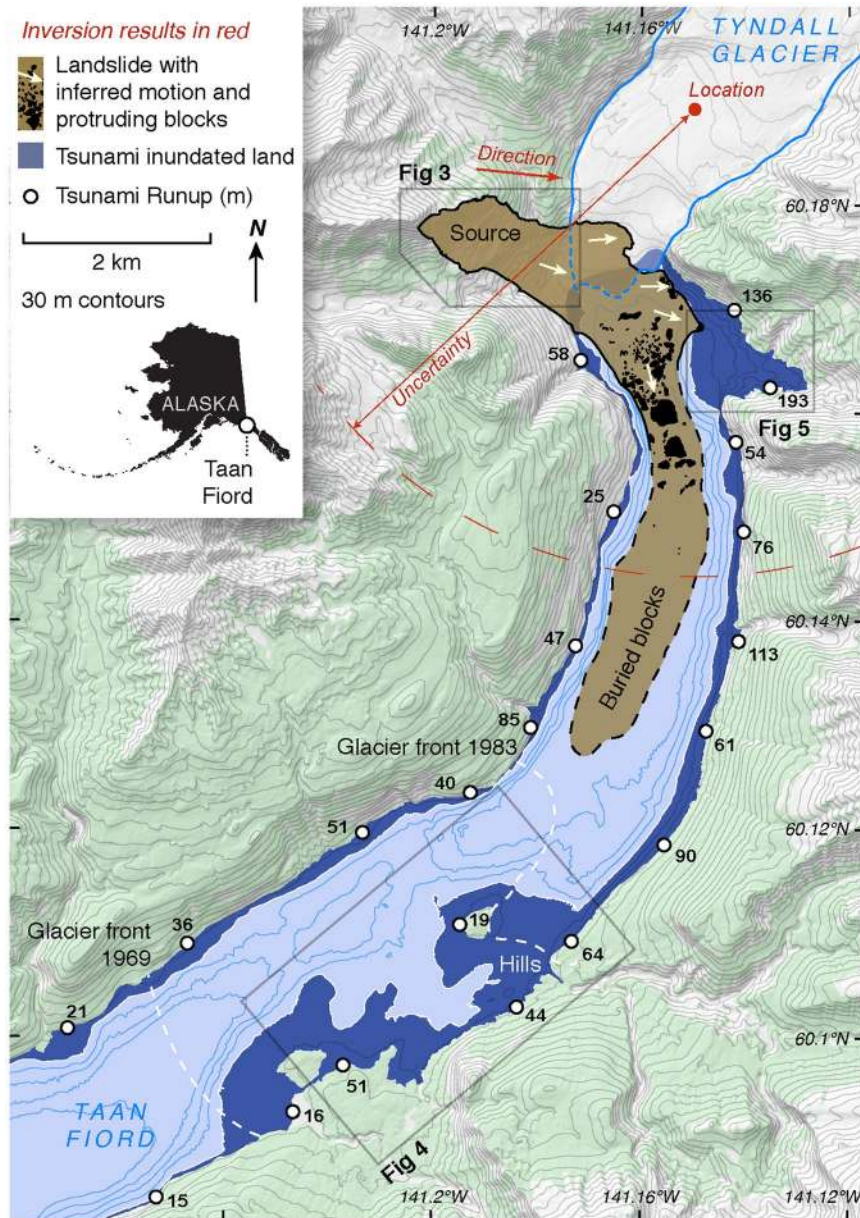 Inversion results in red
Landslide with
inferred motion and
protruding blocks
Tsunami inundated land
Tsunami Runup (m)
N
2 km
30 m contours
ALASKA
Taan
Fiord
141.2°W
141.16°W
TYNDALL
GLACIER
Location
Direction
Fig 3
60.18°N
Source
136
58
Uncertainty
193
Fig 5
54
25
76
60.14°N
47
113
Buried blocks
85
Glacier front 1983
61
40
51
60.12°N
90
19
36
Glacier front
1969
64
Hills
21
44
60.1°N
51
TAAN
FIORD
16
Fig 4
15
141.2°W
141.16°W
141.12°W